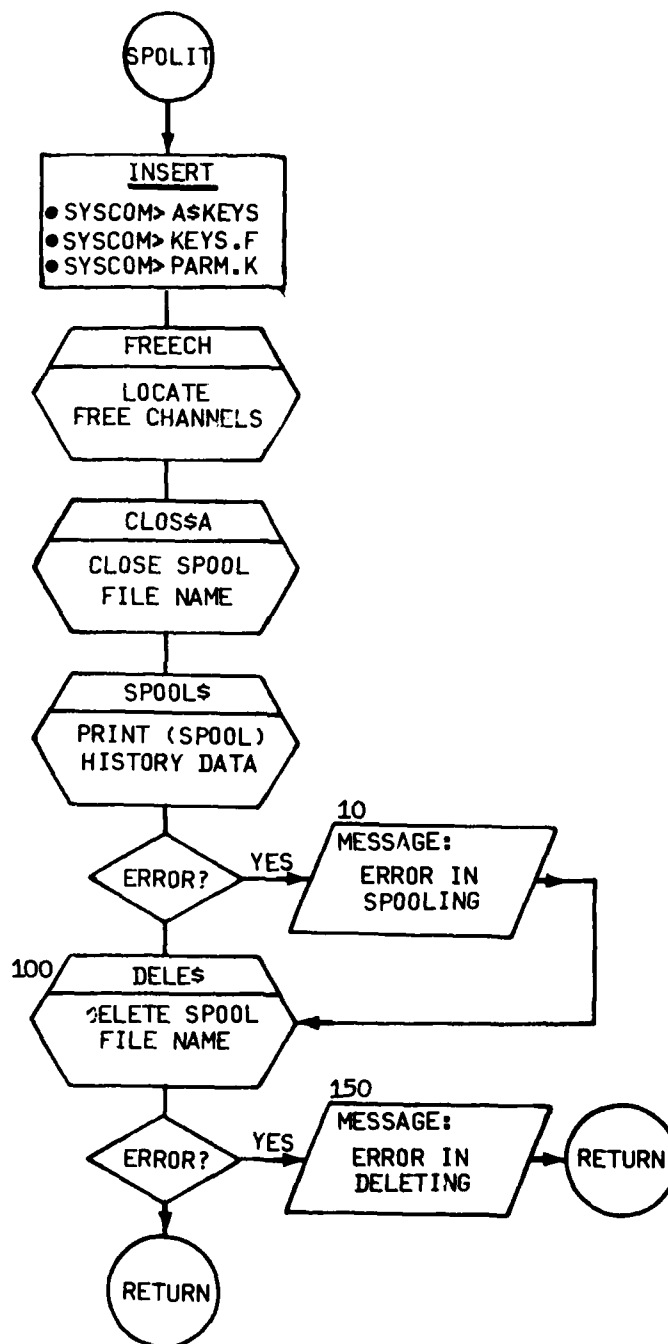 SPOLIT
INSERT
• SYSCOM> A$KEYS
• SYSCOM> KEYS.F
• SYSCOM> PARM.K
FREECH
LOCATE
FREE CHANNELS
CLOS$A
CLOSE SPOOL
FILE NAME
SPOOL$
PRINT (SPOOL)
HISTORY DATA
ERROR?
YES
10
MESSAGE:
ERROR IN
SPOOLING
100
DELE$
DELETE SPOOL
FILE NAME
ERROR?
YES
150
MESSAGE:
ERROR IN
DELETING
RETURN
RETURN